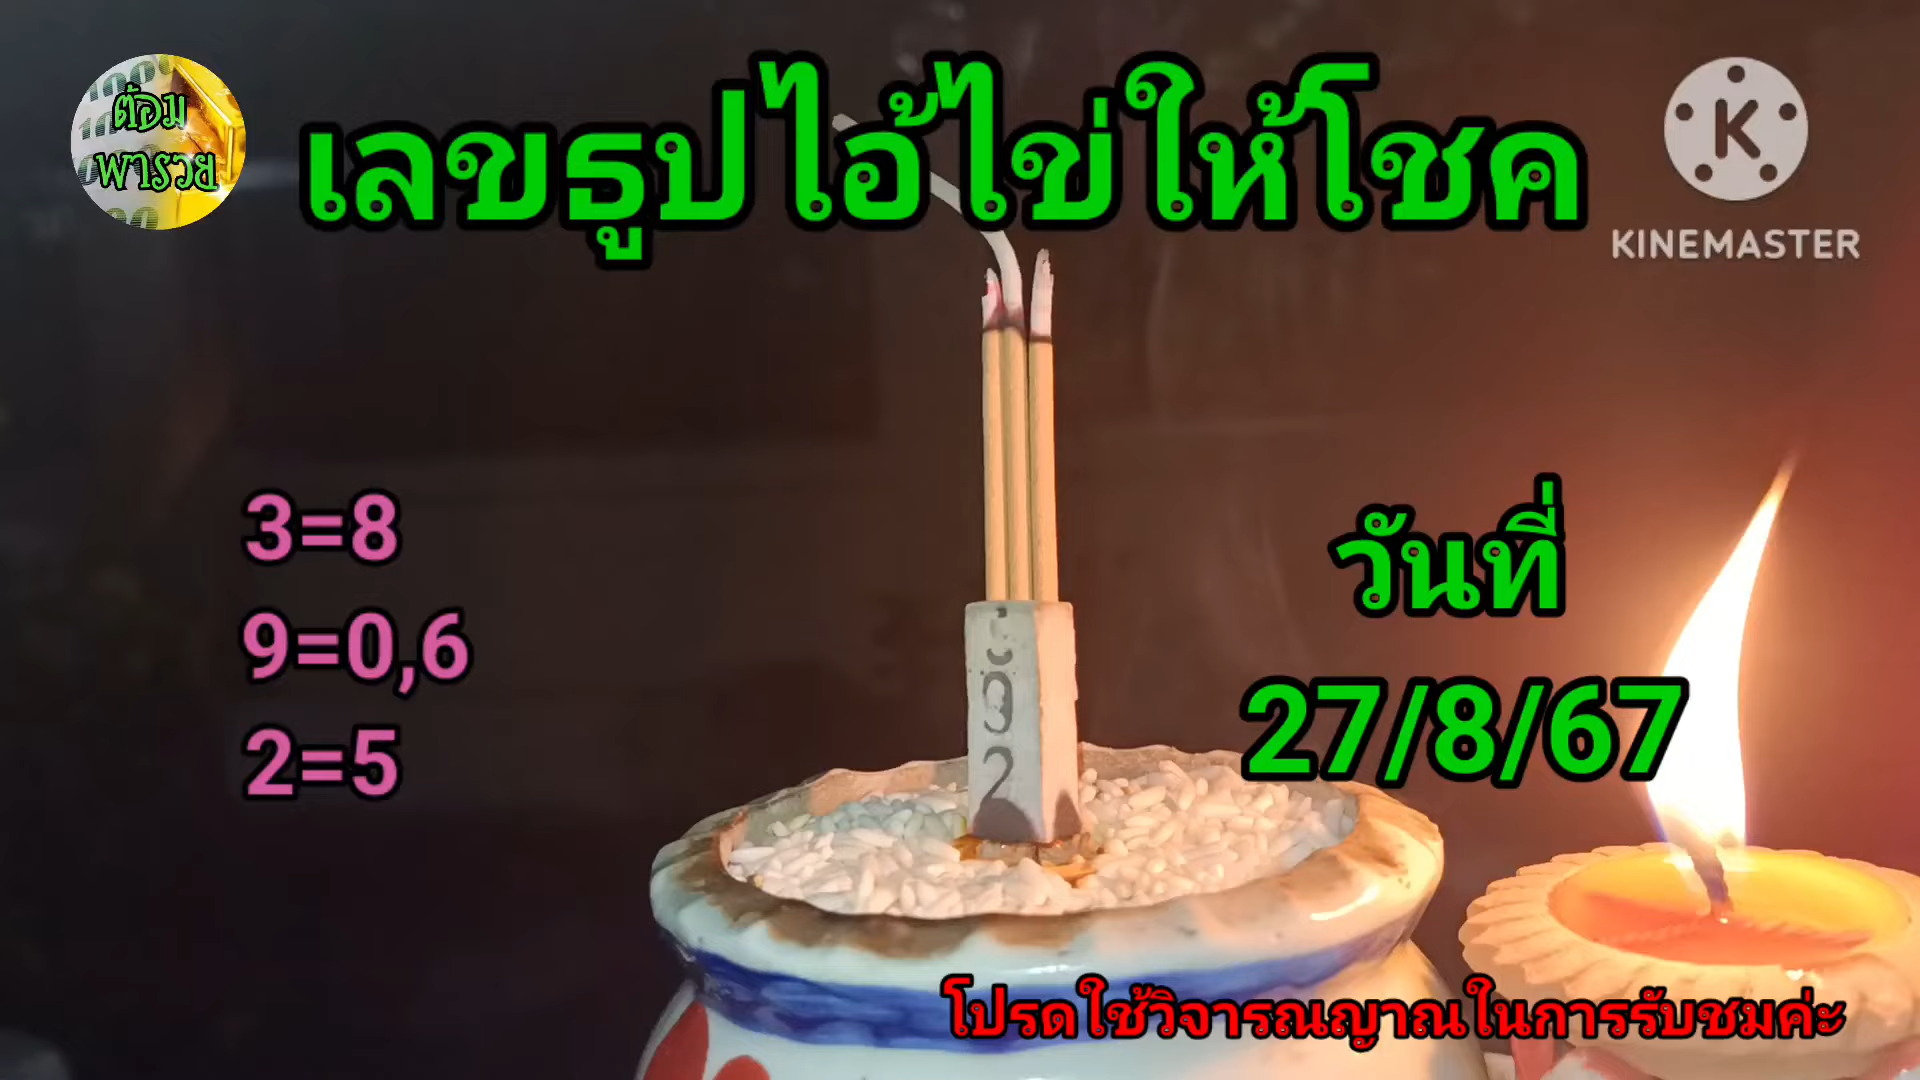 ต้อม
พารวย
เลขธูปไอ้ไข่ให้โชค
K
KINEMASTER
3=8
9=0,6
2=5
วันที่
27/8/67
2
โปรดใช้วิจารณญาณในการรับชมค่ะ